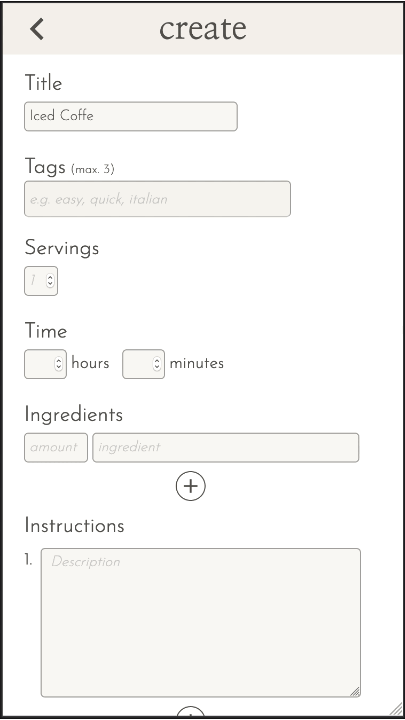 create
Title
Iced Coffe
Tags (max. 3)
e.g. easy, quick, italian
Servings
1
Time
hours minutes
Ingredients
amount ingredient
Instructions
1. Description